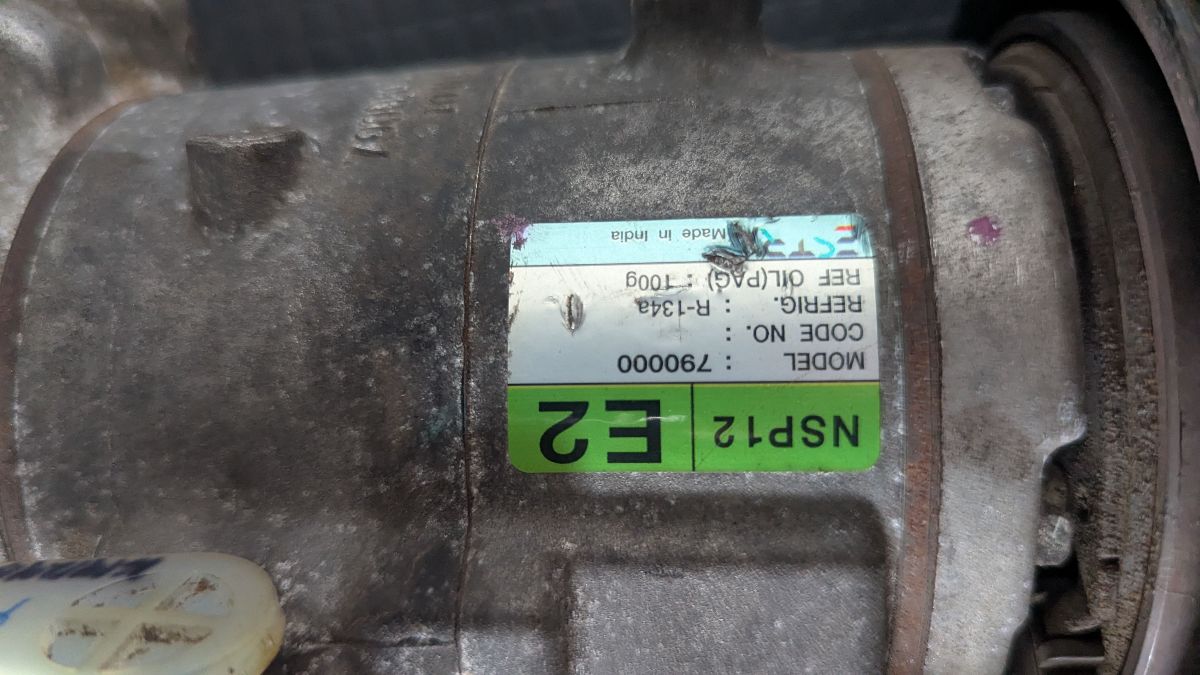 NSP12 E2
MODEL : 790000
CODE NO. :
REFRIG. : R-134a
REF OIL(PAG) : 100g
Made in India